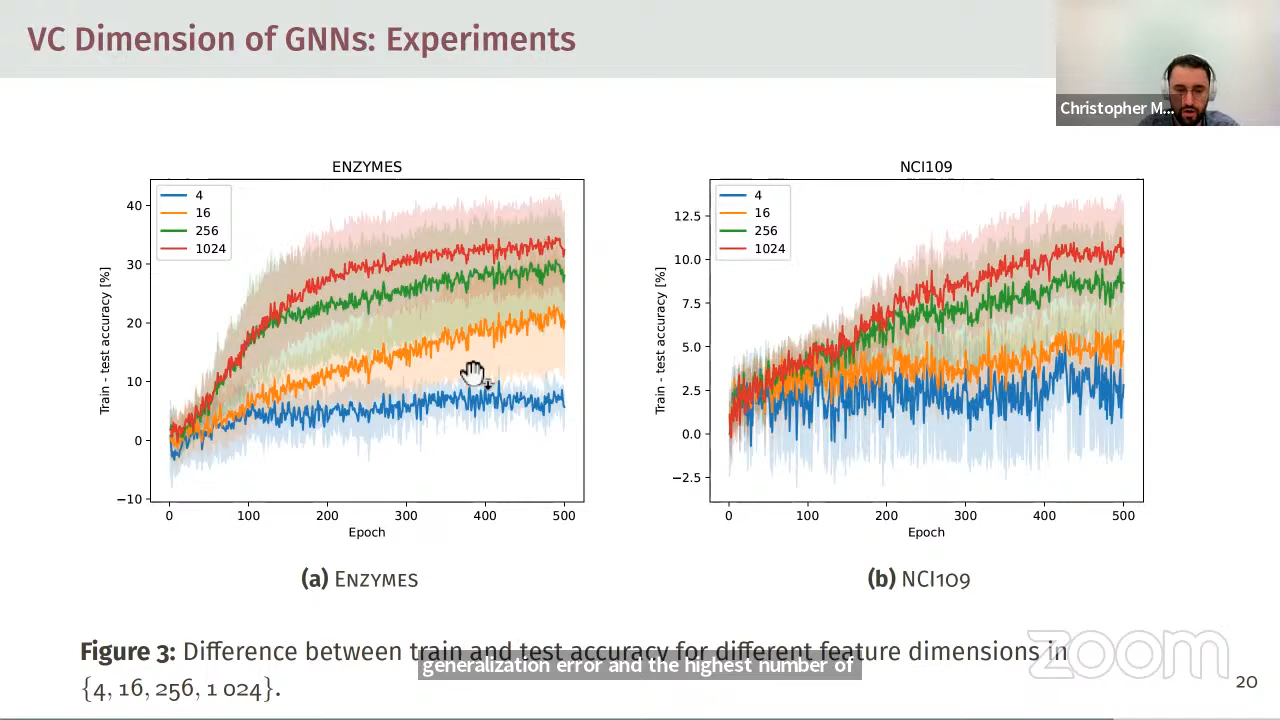 VC Dimension of GNNs: Experiments
Christopher M...
ENZYMES
4
16
256
1024
40
30
20
10
0
−10
Train - test accuracy [%]
0 100 200 300 400 500
Epoch
(a) ENZYMES
NCI109
4
16
256
1024
12.5
10.0
7.5
5.0
2.5
0.0
−2.5
Train - test accuracy [%]
0 100 200 300 400 500
Epoch
(b) NCI109
Figure 3: Difference between train and test accuracy for different feature dimensions in
{4, 16, 256, 1 024}.
generalization error and the highest number of
zoom
20